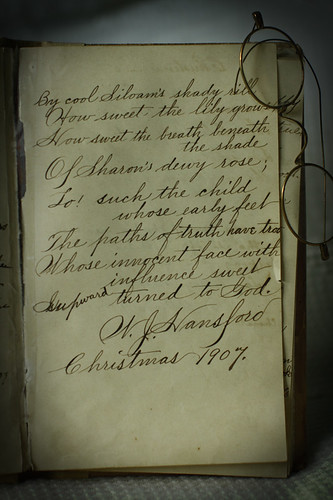 By cool Siloam's shady rill
How sweet the lily grows
How sweet the breath, beneath
the shade
Of Sharon's dewy rose;
Lo! such the child
whose early feet
The paths of truth have trod
Whose innocent face with
influence sweet
Is upward turned to God.
W. J. Hansford
Christmas 1907.